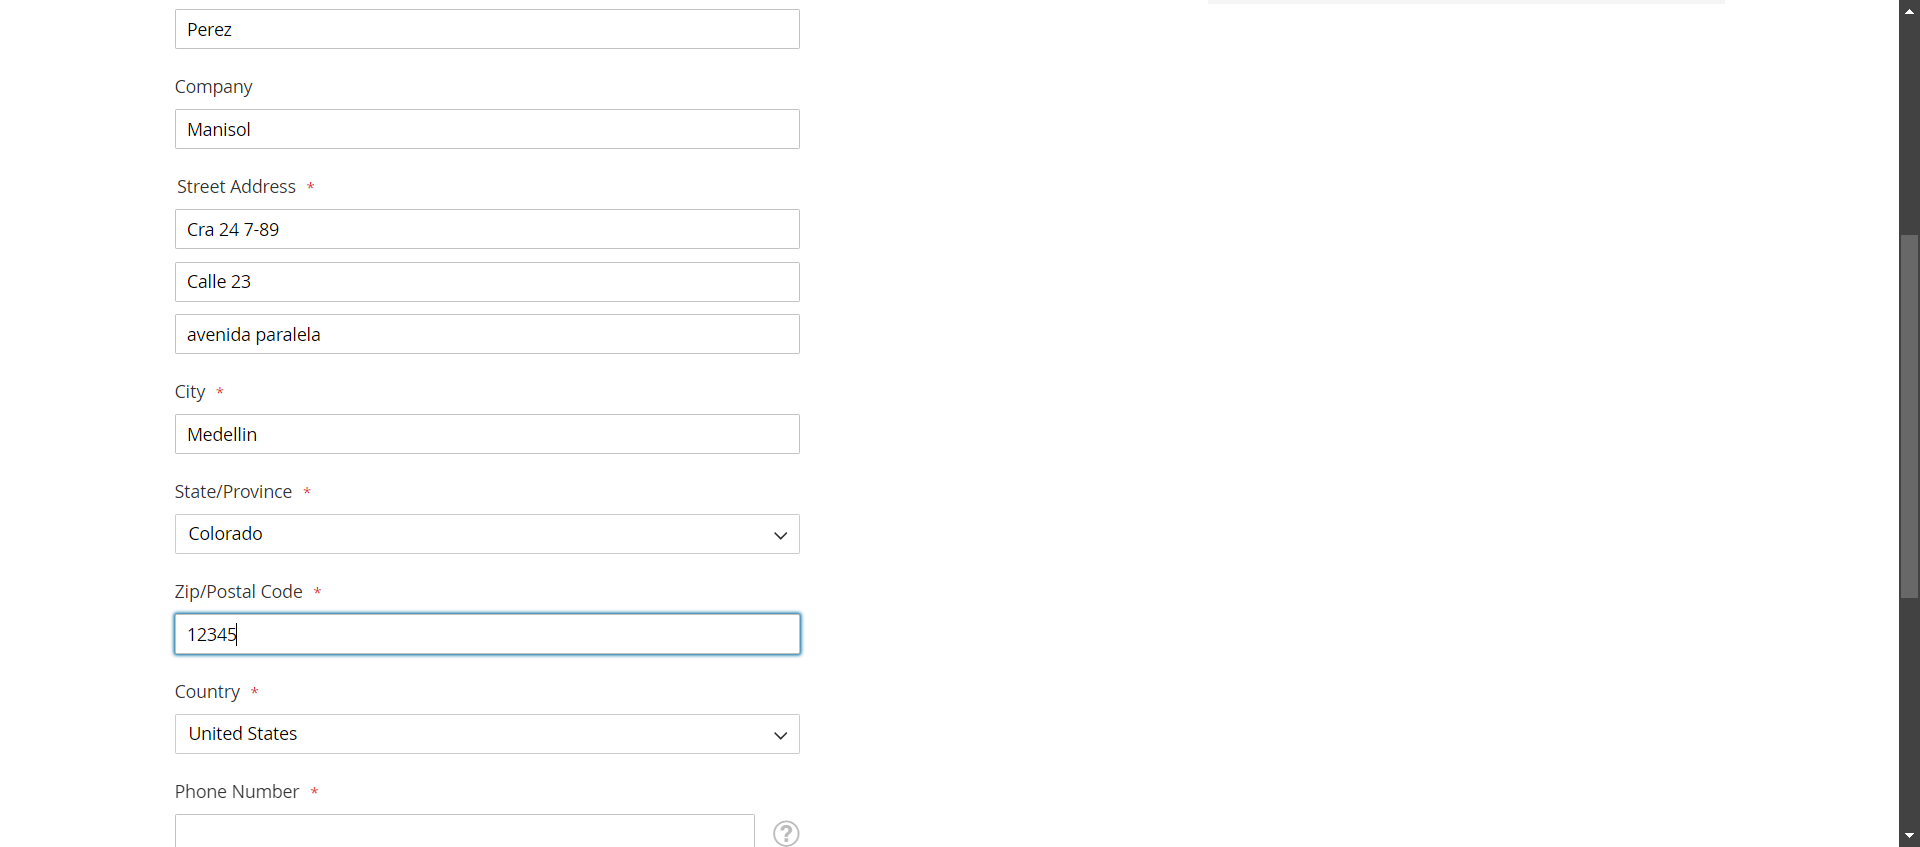 Perez
Company
Manisol
Street Address *
Cra 24 7-89
Calle 23
avenida paralela
City *
Medellin
State/Province *
Colorado
Zip/Postal Code *
12345
Country *
United States
Phone Number *
?